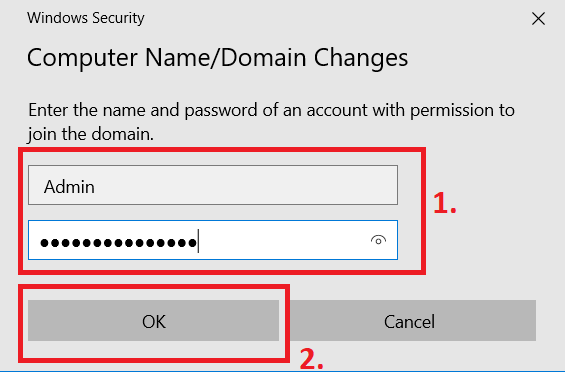 Windows Security
Computer Name/Domain Changes
Enter the name and password of an account with permission to
join the domain.
Admin
1.
●●●●●●●●●●●●●●●
OK
Cancel
2.